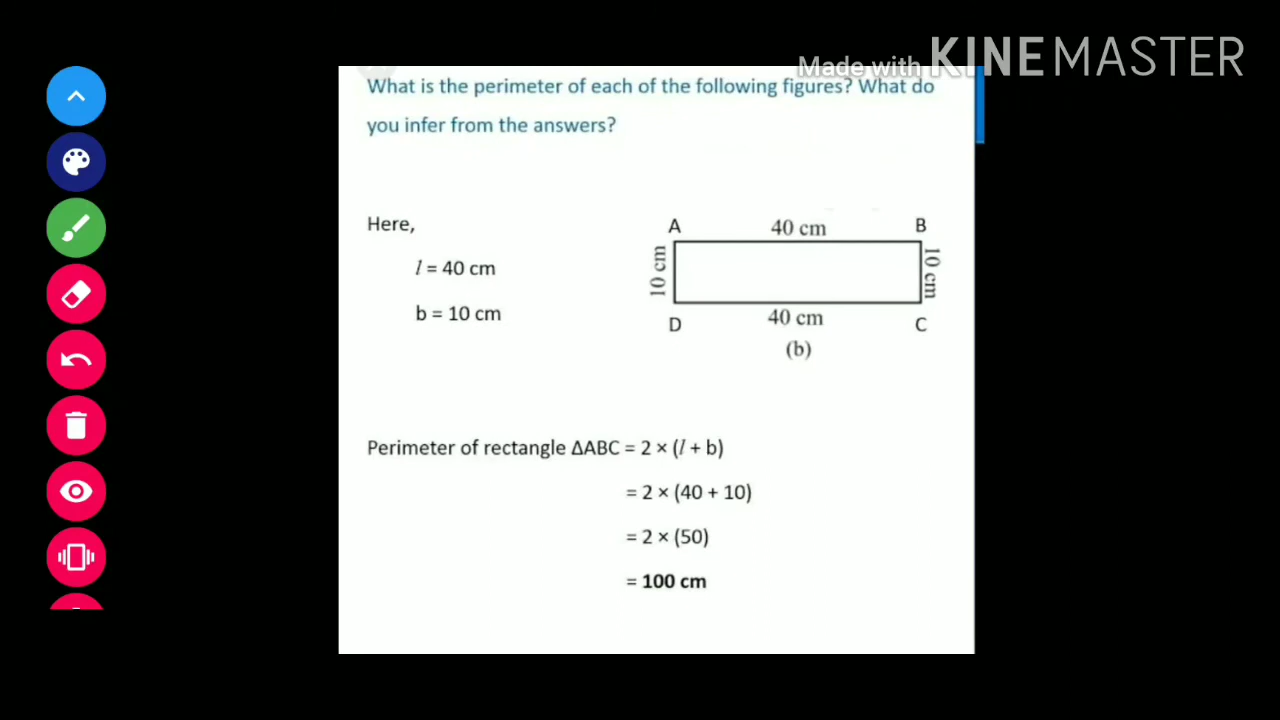 Made with KINEMASTER
What is the perimeter of each of the following figures? What do
you infer from the answers?
Here,
l = 40 cm
b = 10 cm
A 40 cm B
10 cm 10 cm
D 40 cm C
(b)
Perimeter of rectangle ΔABC = 2 × (l + b)
= 2 × (40 + 10)
= 2 × (50)
= 100 cm